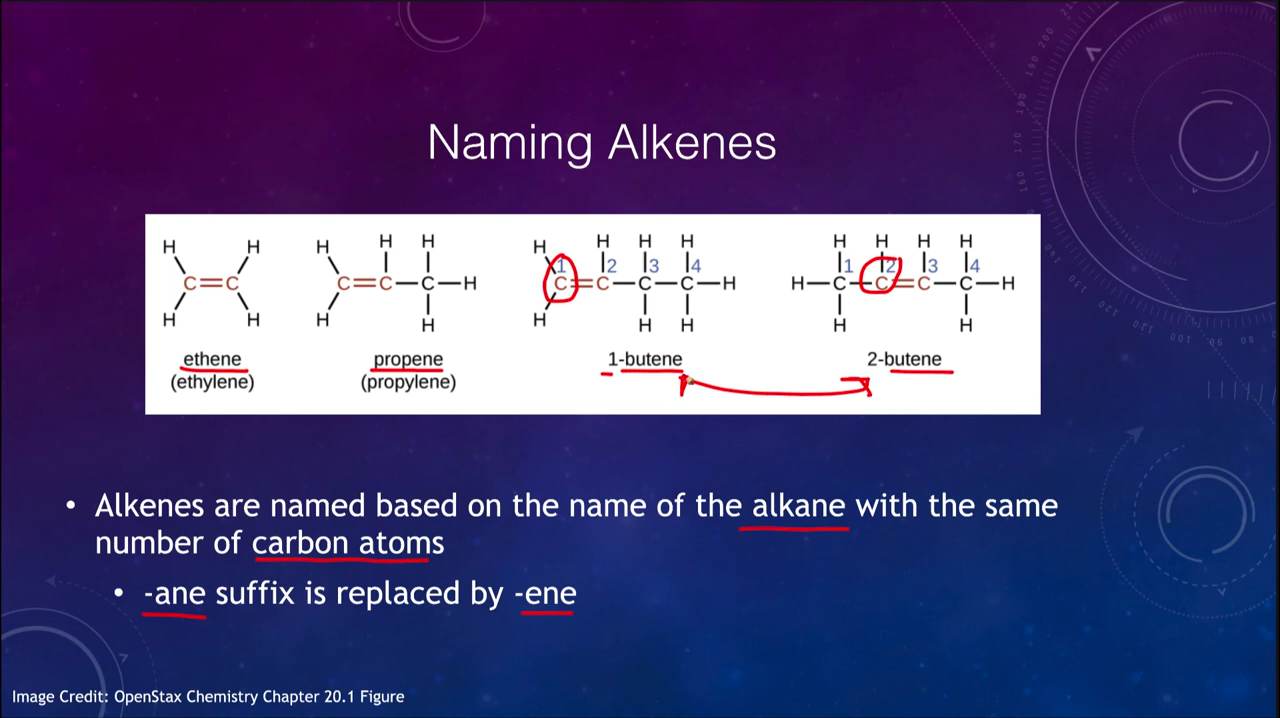 Naming Alkenes
H H H H H H H H H H H H H
1 2 3 4 1 2 3 4
C=C C=C—C—H C=C—C—C—H H—C—C=C—C—H
H H H H H H H H H
ethene propene 1-butene 2-butene
(ethylene) (propylene)
• Alkenes are named based on the name of the alkane with the same
number of carbon atoms
• -ane suffix is replaced by -ene
Image Credit: OpenStax Chemistry Chapter 20.1 Figure